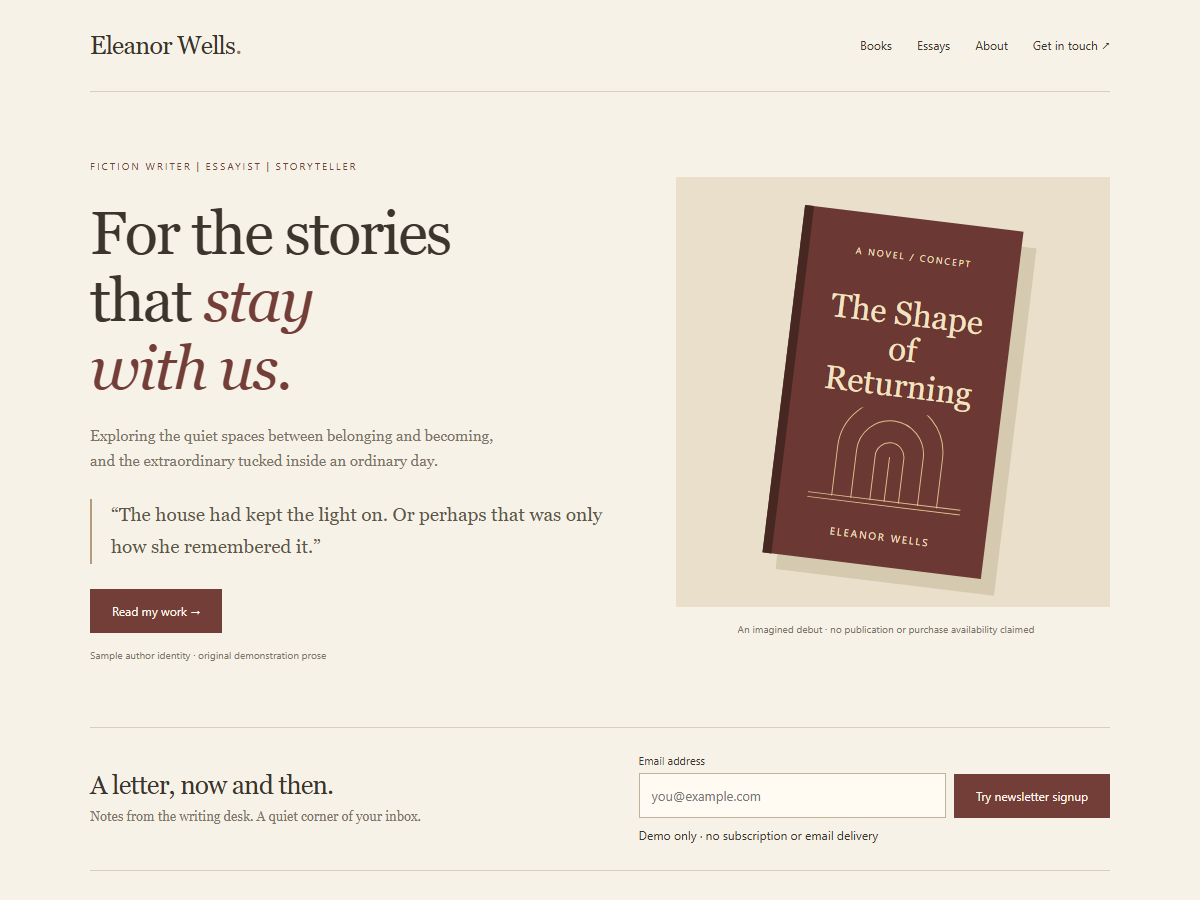 Eleanor Wells.
Books Essays About Get in touch ↗
FICTION WRITER | ESSAYIST | STORYTELLER
For the stories
that stay
with us.
Exploring the quiet spaces between belonging and becoming,
and the extraordinary tucked inside an ordinary day.
“The house had kept the light on. Or perhaps that was only
how she remembered it.”
Read my work →
Sample author identity · original demonstration prose
A NOVEL / CONCEPT
The Shape
of
Returning
ELEANOR WELLS
An imagined debut · no publication or purchase availability claimed
A letter, now and then.
Notes from the writing desk. A quiet corner of your inbox.
Email address
you@example.com
Try newsletter signup
Demo only · no subscription or email delivery